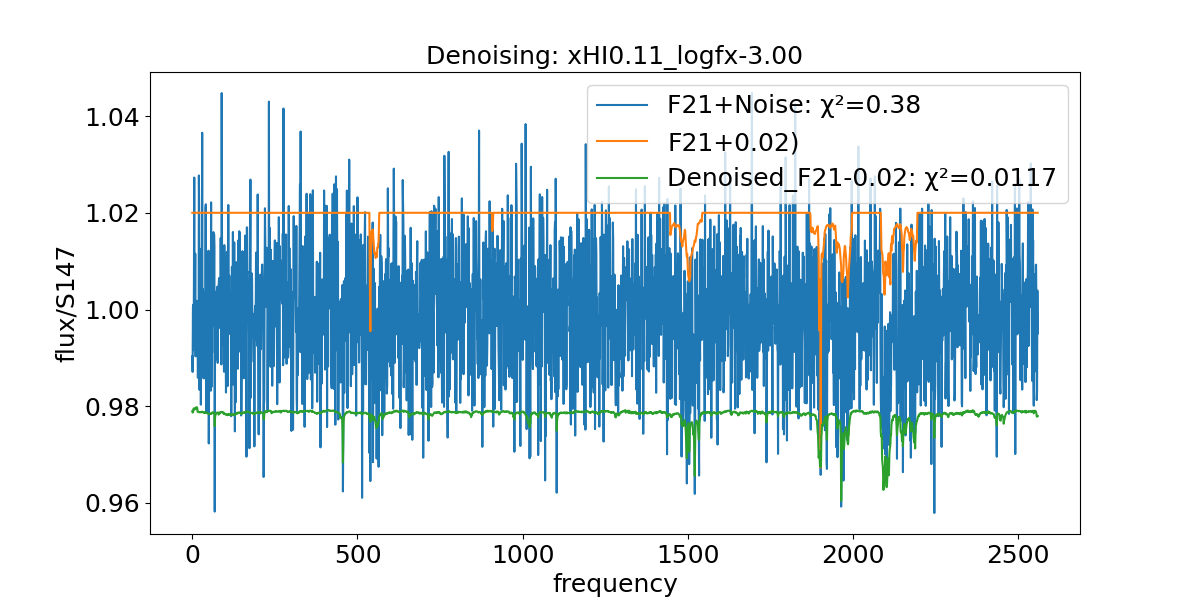 Denoising: xHI0.11_logfx-3.00
F21+Noise: χ²=0.38
F21+0.02)
Denoised_F21-0.02: χ²=0.0117
flux/S147
1.04
1.02
1.00
0.98
0.96
0 500 1000 1500 2000 2500
frequency